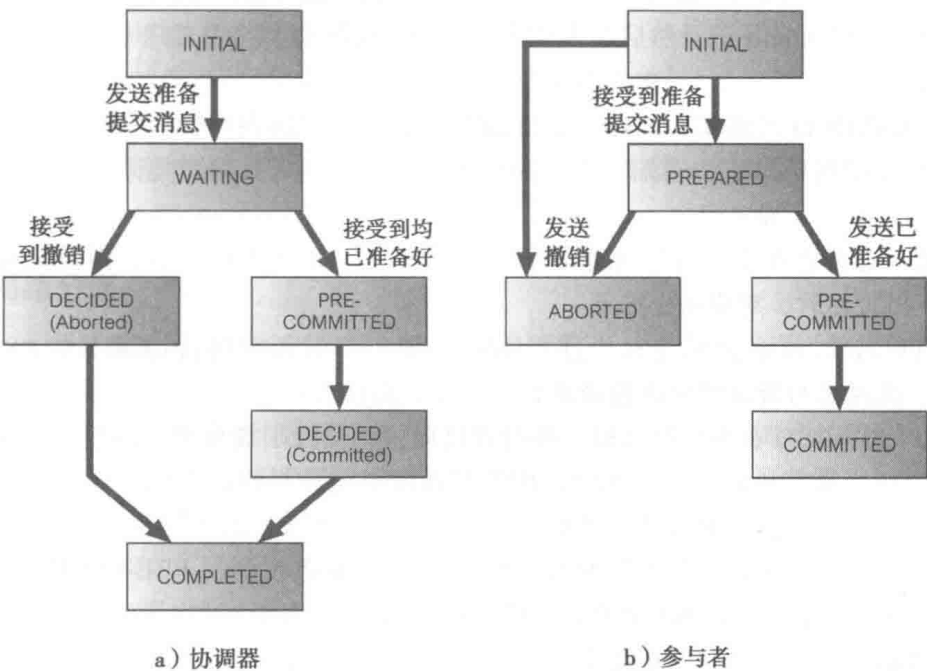 INITIAL
发送准备
提交消息
WAITING
接受
到撤销
接受到均
已准备好
DECIDED
(Aborted)
PRE-
COMMITTED
DECIDED
(Committed)
COMPLETED
a）协调器
INITIAL
接受到准备
提交消息
PREPARED
发送
撤销
发送已
准备好
ABORTED
PRE-
COMMITTED
COMMITTED
b）参与者